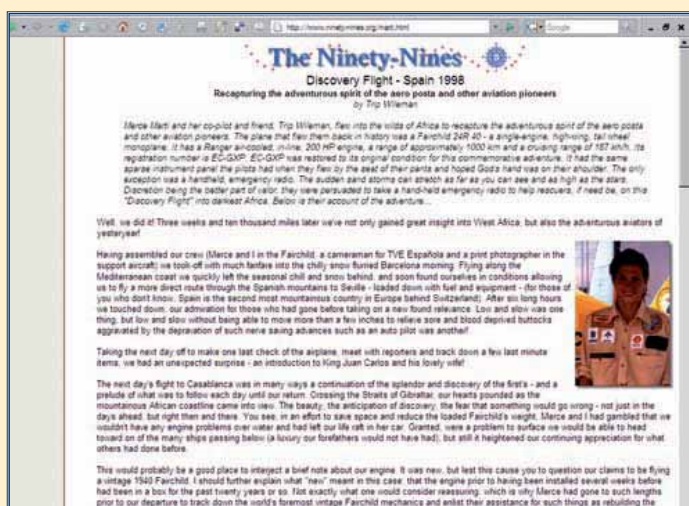 http://www.ninety-nines.org/marti.html
Google
The Ninety-Nines
Discovery Flight - Spain 1998
Recapturing the adventurous spirit of the aero posta and other aviation pioneers
by Trip Wileman
Merce Marti and her co-pilot and friend, Trip Wileman, flew into the wilds of Africa to recapture the adventurous spirit of the aero posta
and other aviation pioneers. The plane that flew them back in history was a Fairchild 24R 40 - a single-engine, high-wing, tail wheel
monoplane. It has a Ranger air-cooled, in-line, 200 HP engine, a range of approximately 1000 km and a cruising range of 187 km/h. Its
registration number is EC-GXP. EC-GXP was restored to its original condition for this commemorative adventure. It had the same
sparse instrument panel the pilots had when they flew by the seat of their pants and hoped God's hand was on their shoulder. The only
exception was a handheld, emergency radio. The sudden sand storms can stretch as far as you can see and as high as the stars.
Discretion being the better part of valor, they were persuaded to take a hand-held emergency radio to help rescuers, if need be, on this
"Discovery Flight" into darkest Africa. Below is their account of the adventure...
Well, we did it! Three weeks and ten thousand miles later we've not only gained great insight into West Africa, but also the adventurous aviators of
yesteryear!
Having assembled our crew (Merce and I in the Fairchild, a cameraman for TVE Española and a print photographer in the
support aircraft) we took-off with much fanfare into the chilly snow flurried Barcelona morning. Flying along the
Mediterranean coast we quickly left the seasonal chill and snow behind, and soon found ourselves in conditions allowing
us to fly a more direct route through the Spanish mountains to Seville - loaded down with fuel and equipment - (for those of
you who don't know, Spain is the second most mountainous country in Europe behind Switzerland). After six long hours
we touched down, our admiration for those who had gone before taking on a new found relevance. Low and slow was one
thing, but low and slow without being able to move more than a few inches to relieve sore and blood deprived buttocks
aggravated by the depravation of such nerve saving advances such as an auto pilot was another!
Taking the next day off to make one last check of the airplane, meet with reporters and track down a few last minute
items, we had an unexpected surprise - an introduction to King Juan Carlos and his lovely wife!
The next day's flight to Casablanca was in many ways a continuation of the splendor and discovery of the first's - and a
prelude of what was to follow each day until our return. Crossing the Straits of Gibraltar, our hearts pounded as the
mountainous African coastline came into view. The beauty, the anticipation of discovery, the fear that something would go wrong - not just in the
days ahead, but right then and there. You see, in an effort to save space and reduce the loaded Fairchild's weight, Merce and I had gambled that we
wouldn't have any engine problems over water and had left our life raft in her car. Granted, were a problem to surface we would be able to head
toward on of the many ships passing below (a luxury our forefathers would not have had), but still it heightened our continuing appreciation for what
others had done before.
This would probably be a good place to interject a brief note about our engine. It was new, but lest this cause you to question our claims to be flying
a vintage 1940 Fairchild, I should further explain what "new" meant in this case: that the engine prior to having been installed several weeks before
had been in a box for the past twenty years or so. Not exactly what one would consider reassuring, which is why Merce had gone to such lengths
prior to our departure to track down the world's foremost vintage Fairchild mechanics and enlist their assistance for such things as rebuilding the